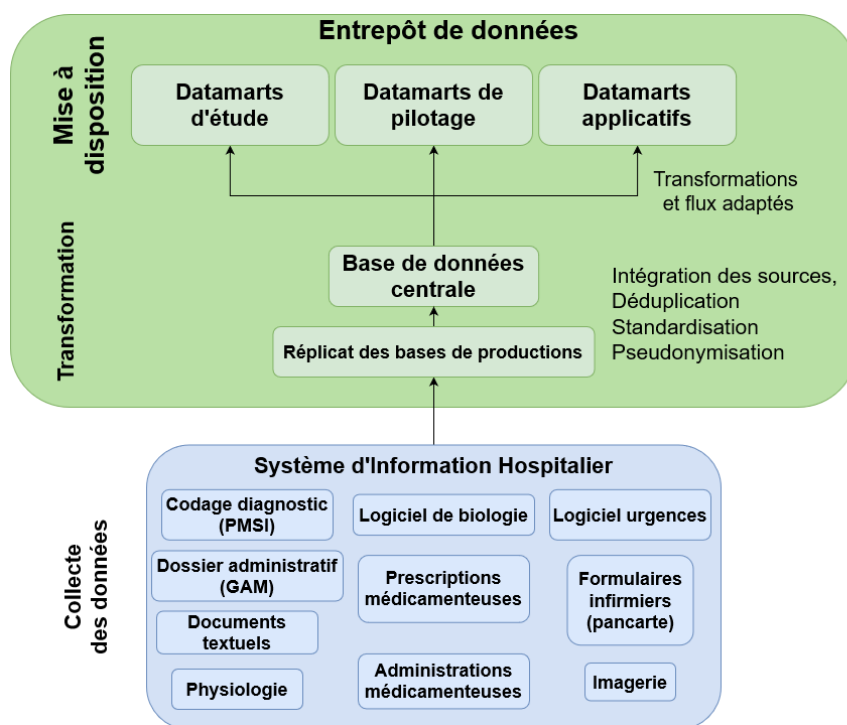 Entrepôt de données
Mise à
disposition
Datamarts
d'étude
Datamarts de
pilotage
Datamarts
applicatifs
Transformations
et flux adaptés
Transformation
Base de données
centrale
Intégration des sources,
Déduplication
Standardisation
Pseudonymisation
Réplicat des bases de productions
Collecte
des données
Système d'Information Hospitalier
Codage diagnostic
(PMSI)
Logiciel de biologie
Logiciel urgences
Dossier administratif
(GAM)
Prescriptions
médicamenteuses
Formulaires
infirmiers
(pancarte)
Documents
textuels
Physiologie
Administrations
médicamenteuses
Imagerie